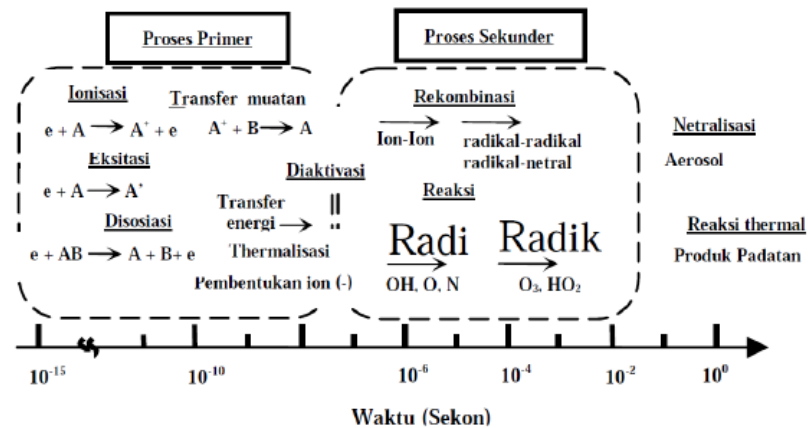 Proses Primer
Proses Sekunder
Ionisasi
Transfer muatan
e + A → A⁺ + e
A⁺ + B → A
Eksitasi
e + A → A*
Disosiasi
e + AB → A + B+ e
Diaktivasi
Transfer
energi →
Thermalisasi
Pembentukan ion (-)
Rekombinasi
Ion-Ion
radikal-radikal
radikal-netral
Reaksi
Radi
Radik
OH, O, N
O₃, HO₂
Netralisasi
Aerosol
Reaksi thermal
Produk Padatan
10⁻¹⁵
10⁻¹⁰
10⁻⁶
10⁻⁴
10⁻²
10⁰
Waktu (Sekon)